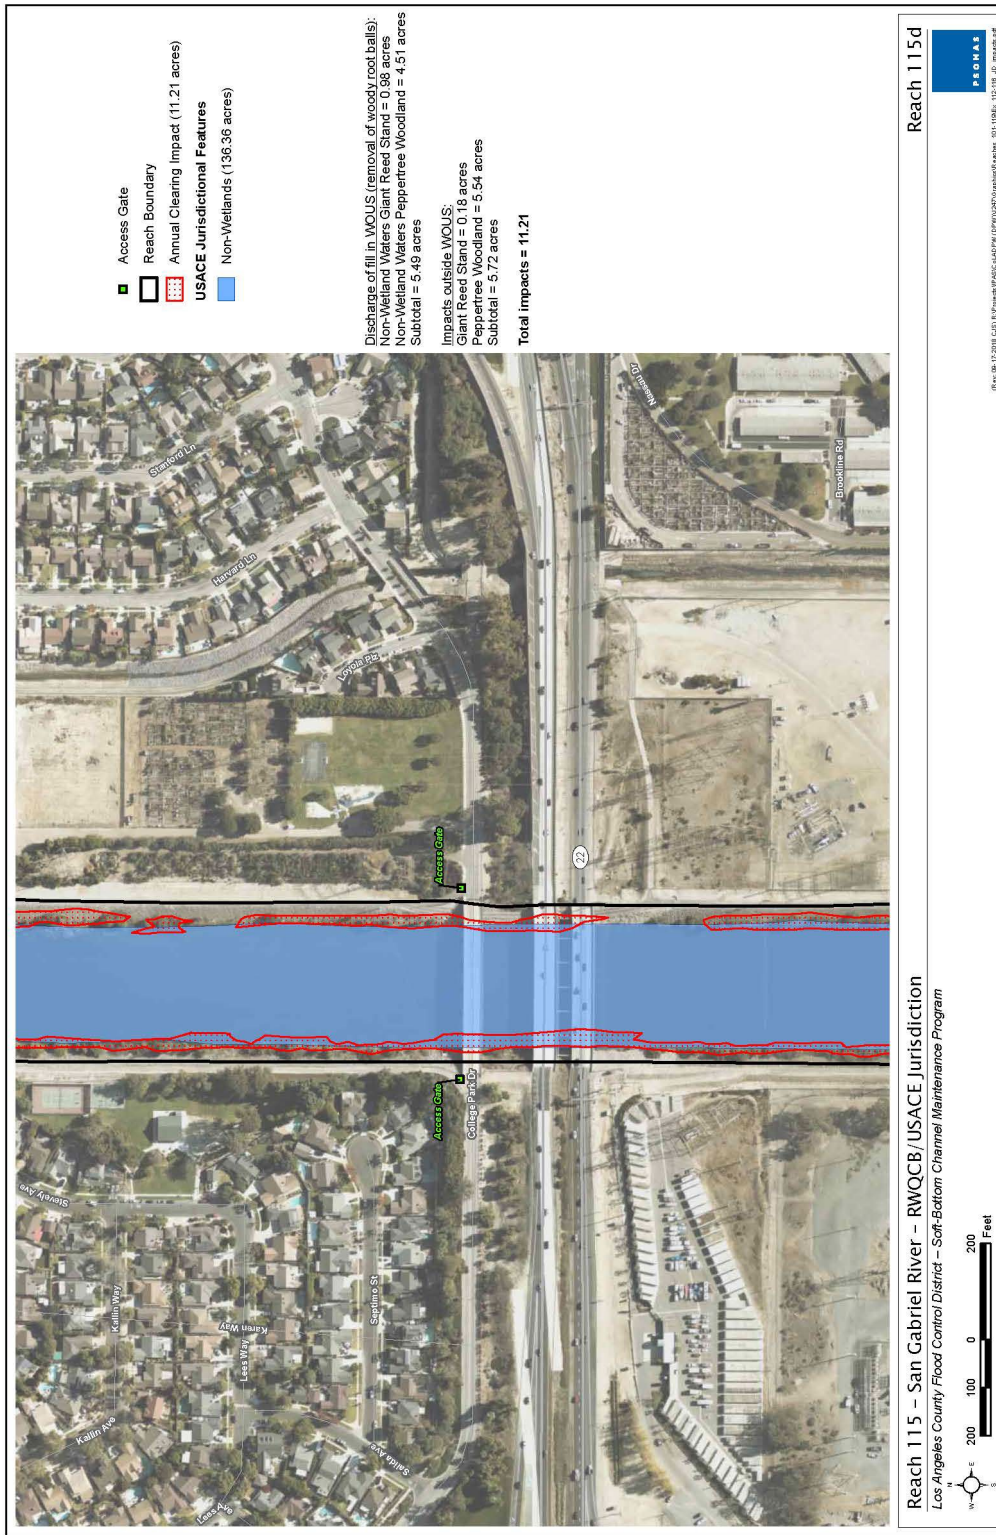 Access Gate
Reach Boundary
Annual Clearing Impact (11.21 acres)
USACE Jurisdictional Features
Non-Wetlands (136.36 acres)
Discharge of fill in WOUS (removal of woody root balls):
Non-Wetland Waters Giant Reed Stand = 0.98 acres
Non-Wetland Waters Peppertree Woodland = 4.51 acres
Subtotal = 5.49 acres
Impacts outside WOUS:
Giant Reed Stand = 0.18 acres
Peppertree Woodland = 5.54 acres
Subtotal = 5.72 acres
Total impacts = 11.21
Stevely Ave
Kallin Way
Kallin Ave
Karen Way
Lees Way
Lees Ave
Salida Ave
Septimo St
Access Gate
College Park Dr
Access Gate
22
Stanford Ln
Harvard Ln
Loyola Plz
Nassau Dr
Brookline Rd
Reach 115 – San Gabriel River – RWQCB/USACE Jurisdiction
Reach 115d
Los Angeles County Flood Control District – Soft-Bottom Channel Maintenance Program
N
W
E
S
200
100
0
200
Feet
PSOMAS